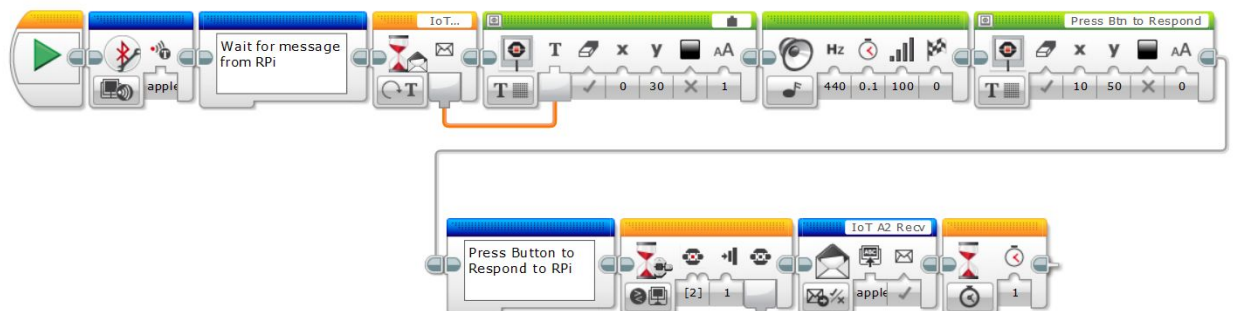 IoT...
Press Btn to Respond
Wait for message
from RPi
T x y AA
Hz
x y AA
apple
T
T 0 30 1
440 0.1 100 0
T 10 50 0
IoT A2 Recv
Press Button to
Respond to RPi
ABC
[2] 1
apple
1